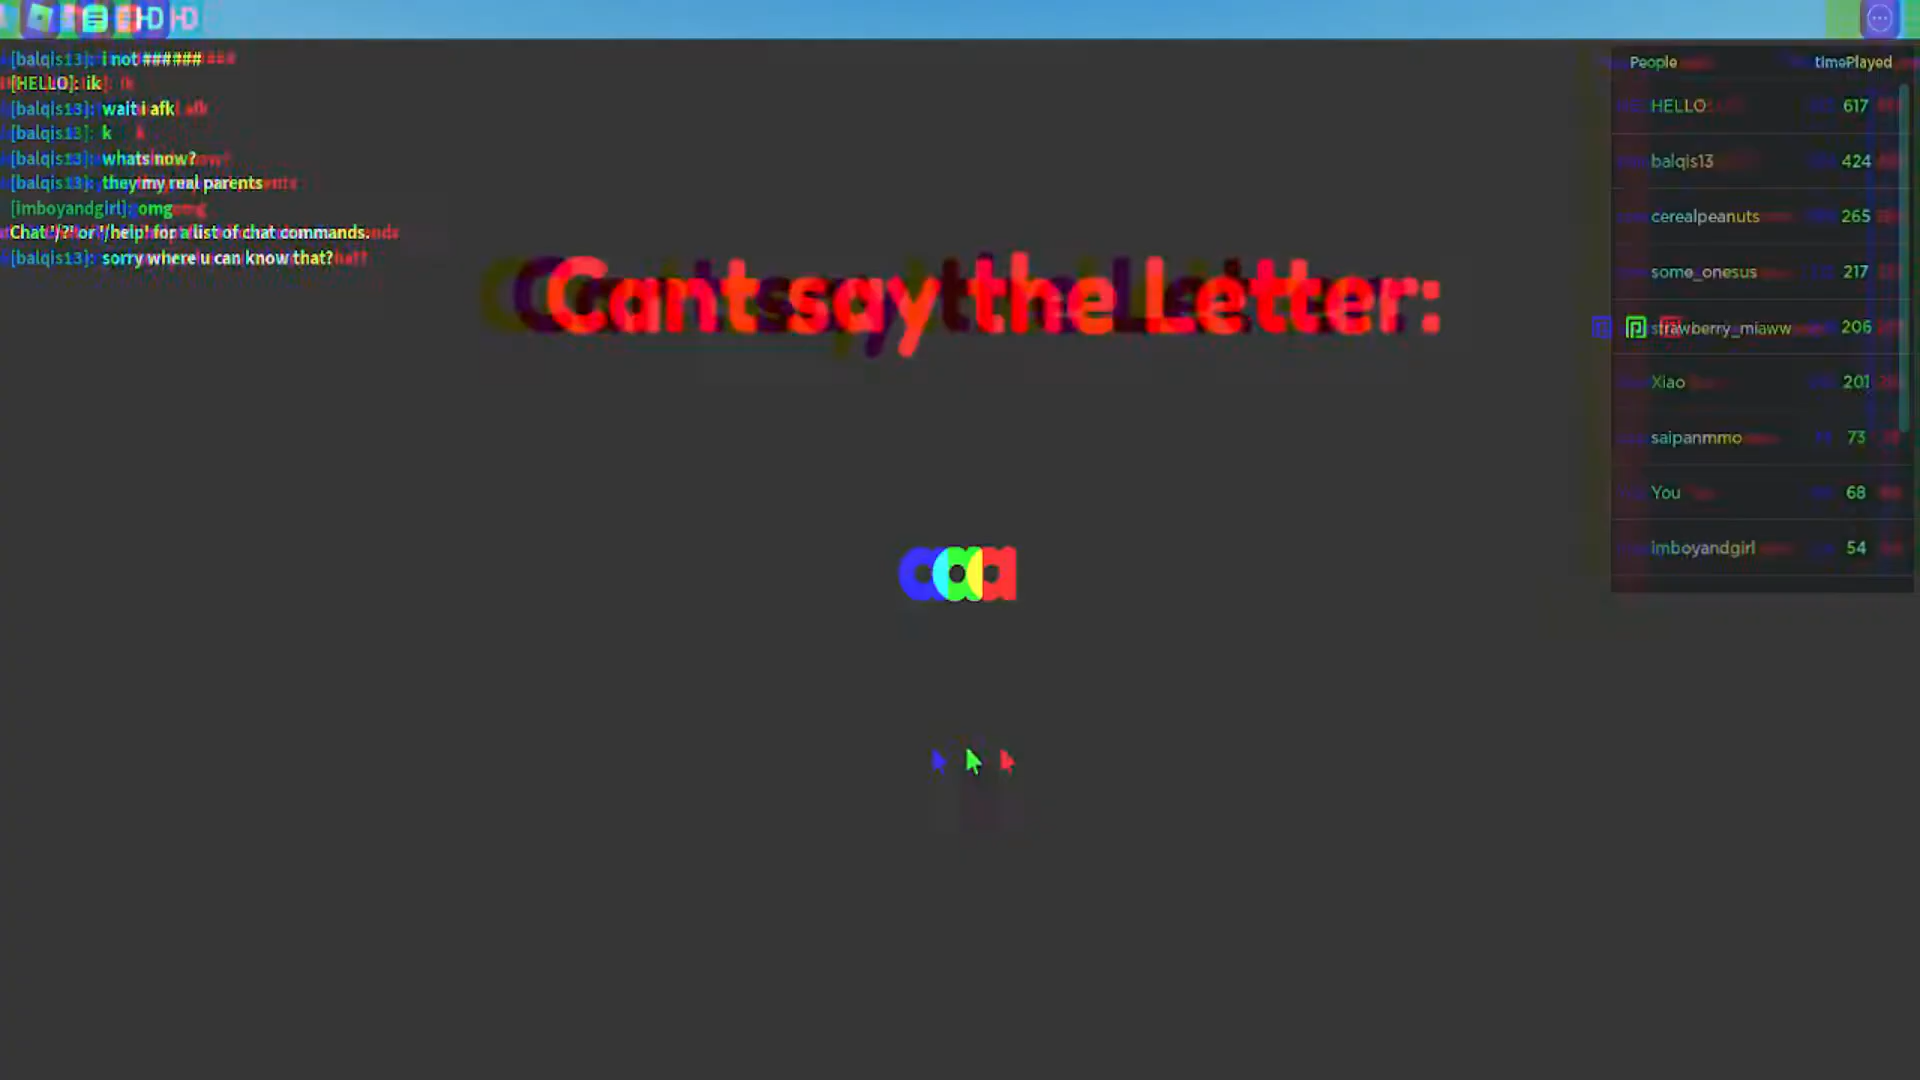 [balqis13]: i not ######
[HELLO]: ik
[balqis13]: wait i afk
[balqis13]: k
[balqis13]: whats now?
[balqis13]: they my real parents
[imboyandgirl]: omg
Chat '/?' or '/help' for a list of chat commands.
[balqis13]: sorry where u can know that?
Cant say the Letter:
a
People timePlayed
HELLO 617
balqis13 424
cerealpeanuts 265
some_onesus 217
strawberry_miaww 206
Xiao 201
saipanmmo 73
You 68
imboyandgirl 54